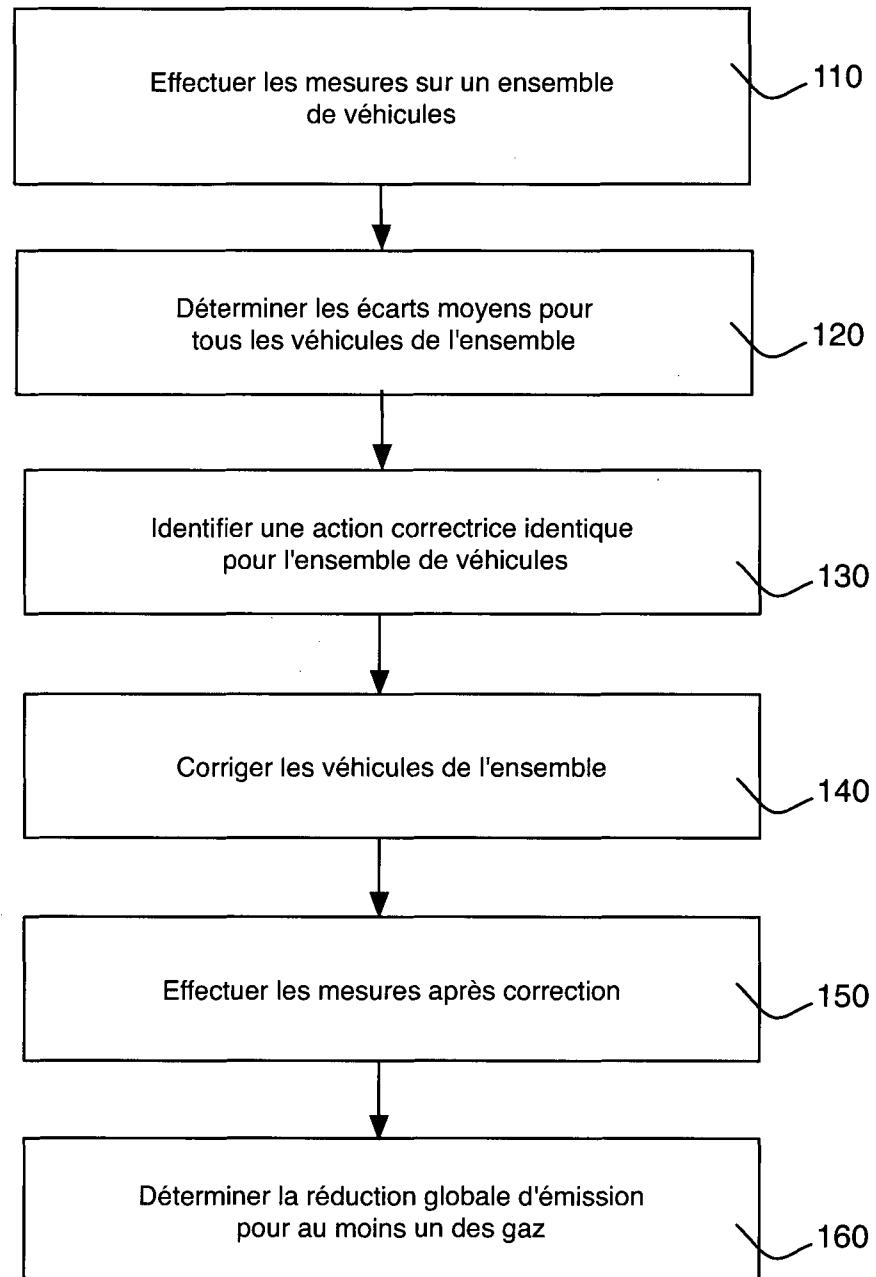 Effectuer les mesures sur un ensemble
de véhicules
110
Déterminer les écarts moyens pour
tous les véhicules de l'ensemble
120
Identifier une action correctrice identique
pour l'ensemble de véhicules
130
Corriger les véhicules de l'ensemble
140
Effectuer les mesures après correction
150
Déterminer la réduction globale d'émission
pour au moins un des gaz
160